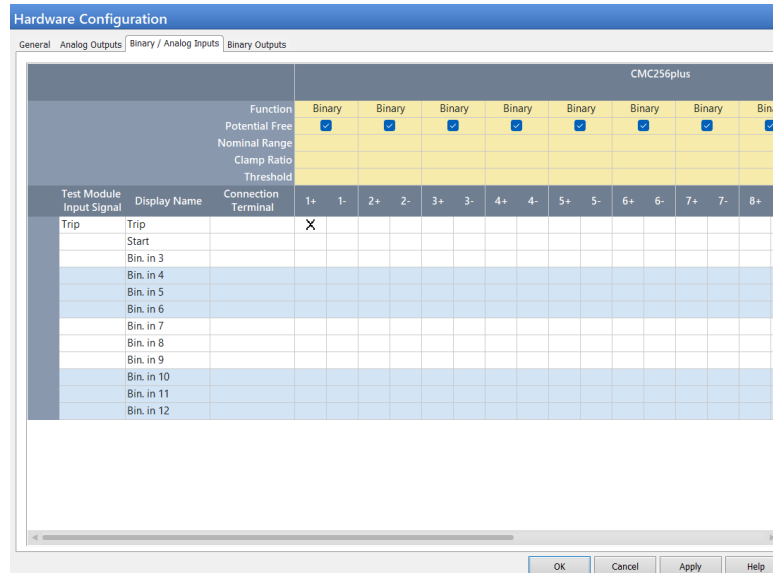 Hardware Configuration
General Analog Outputs Binary / Analog Inputs Binary Outputs
CMC256plus
Function Binary Binary Binary Binary Binary Binary Binary Bin
Potential Free
Nominal Range
Clamp Ratio
Threshold
Test Module Input Signal Display Name Connection Terminal 1+ 1- 2+ 2- 3+ 3- 4+ 4- 5+ 5- 6+ 6- 7+ 7- 8+
Trip Trip X
Start
Bin. in 3
Bin. in 4
Bin. in 5
Bin. in 6
Bin. in 7
Bin. in 8
Bin. in 9
Bin. in 10
Bin. in 11
Bin. in 12
OK Cancel Apply Help